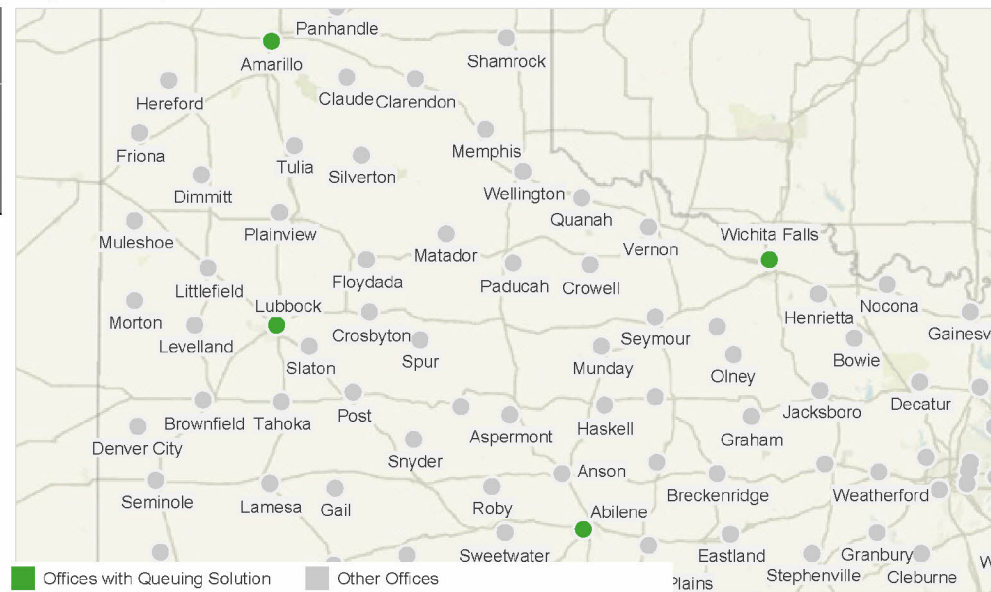 Panhandle
Amarillo
Shamrock
Hereford
Claude
Clarendon
Friona
Tulia
Silverton
Memphis
Dimmitt
Wellington
Quanah
Muleshoe
Plainview
Matador
Vernon
Wichita Falls
Littlefield
Floydada
Paducah
Crowell
Morton
Lubbock
Henrietta
Nocona
Levelland
Crosbyton
Seymour
Gainesv
Slaton
Spur
Munday
Olney
Bowie
Brownfield
Tahoka
Post
Aspermont
Haskell
Jacksboro
Decatur
Denver City
Snyder
Graham
Seminole
Lamesa
Gail
Roby
Anson
Breckenridge
Weatherford
Abilene
Sweetwater
Eastland
Granbury
Stephenville
Cleburne
W
Plains
Offices with Queuing Solution
Other Offices